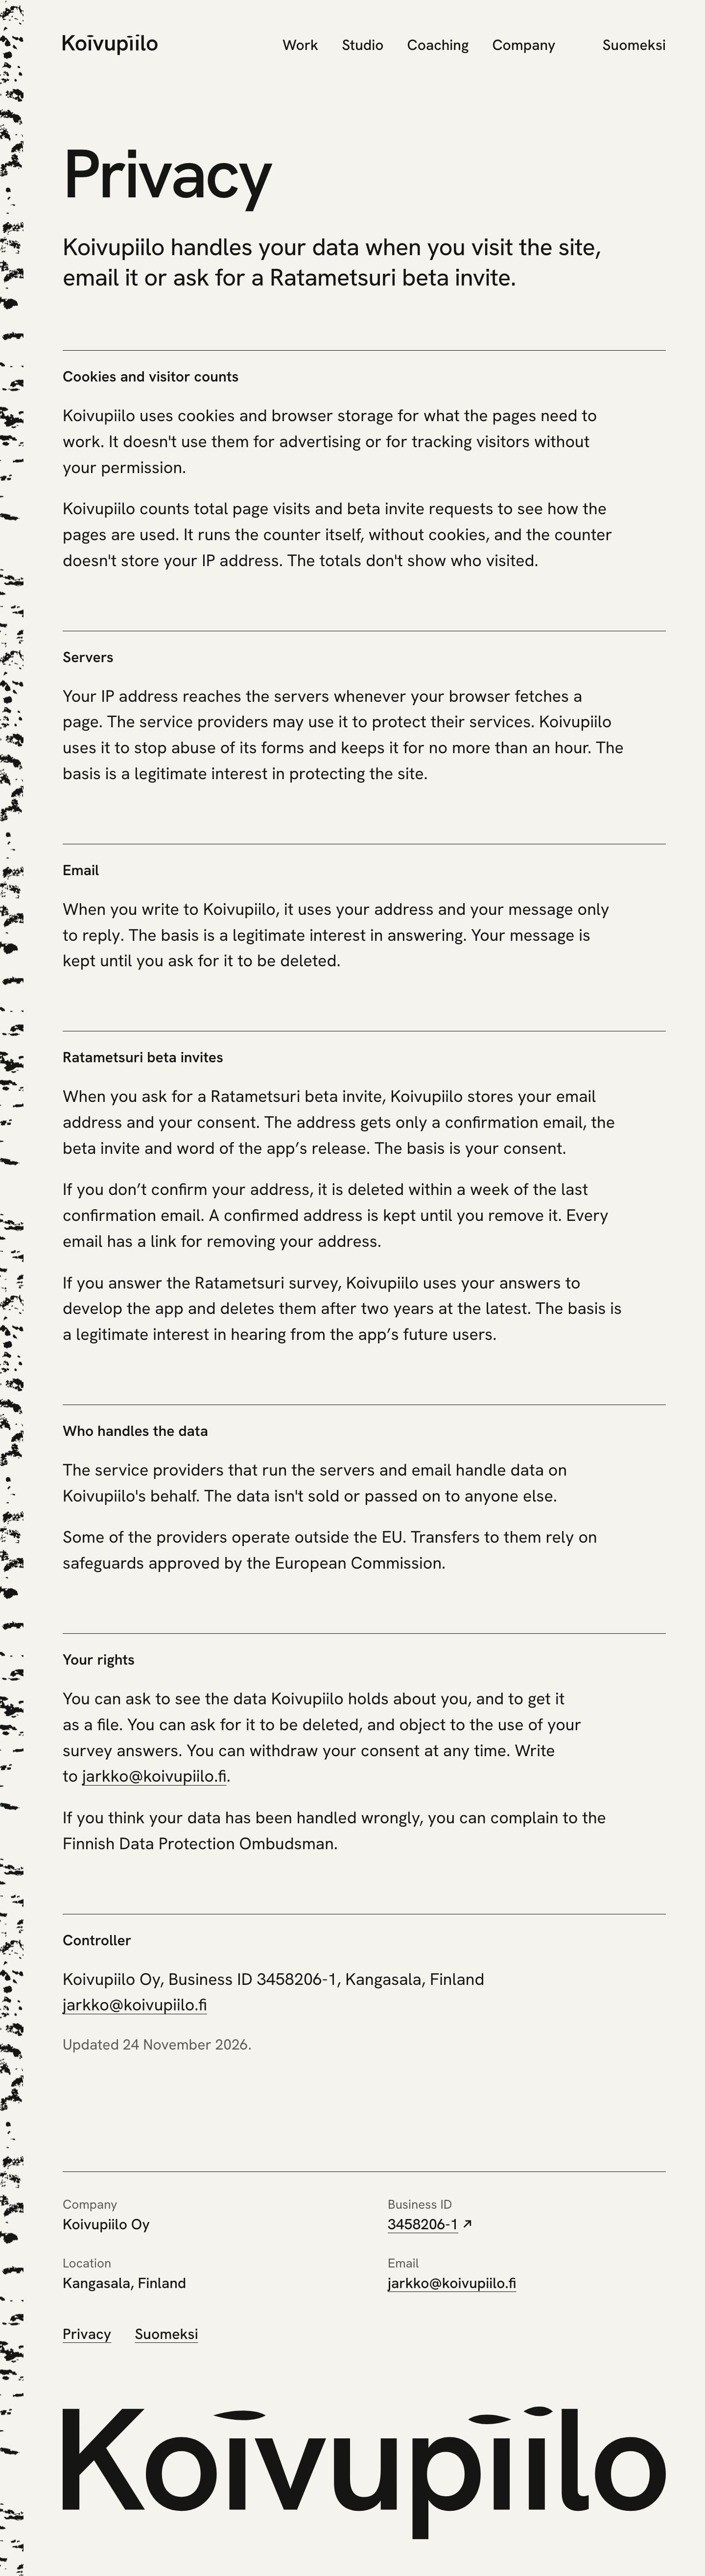 Koivupiilo
Work Studio Coaching Company Suomeksi
Privacy
Koivupiilo handles your data when you visit the site,
email it or ask for a Ratametsuri beta invite.
Cookies and visitor counts
Koivupiilo uses cookies and browser storage for what the pages need to
work. It doesn't use them for advertising or for tracking visitors without
your permission.
Koivupiilo counts total page visits and beta invite requests to see how the
pages are used. It runs the counter itself, without cookies, and the counter
doesn't store your IP address. The totals don't show who visited.
Servers
Your IP address reaches the servers whenever your browser fetches a
page. The service providers may use it to protect their services. Koivupiilo
uses it to stop abuse of its forms and keeps it for no more than an hour. The
basis is a legitimate interest in protecting the site.
Email
When you write to Koivupiilo, it uses your address and your message only
to reply. The basis is a legitimate interest in answering. Your message is
kept until you ask for it to be deleted.
Ratametsuri beta invites
When you ask for a Ratametsuri beta invite, Koivupiilo stores your email
address and your consent. The address gets only a confirmation email, the
beta invite and word of the app’s release. The basis is your consent.
If you don’t confirm your address, it is deleted within a week of the last
confirmation email. A confirmed address is kept until you remove it. Every
email has a link for removing your address.
If you answer the Ratametsuri survey, Koivupiilo uses your answers to
develop the app and deletes them after two years at the latest. The basis is
a legitimate interest in hearing from the app’s future users.
Who handles the data
The service providers that run the servers and email handle data on
Koivupiilo's behalf. The data isn't sold or passed on to anyone else.
Some of the providers operate outside the EU. Transfers to them rely on
safeguards approved by the European Commission.
Your rights
You can ask to see the data Koivupiilo holds about you, and to get it
as a file. You can ask for it to be deleted, and object to the use of your
survey answers. You can withdraw your consent at any time. Write
to jarkko@koivupiilo.fi.
If you think your data has been handled wrongly, you can complain to the
Finnish Data Protection Ombudsman.
Controller
Koivupiilo Oy, Business ID 3458206-1, Kangasala, Finland
jarkko@koivupiilo.fi
Updated 24 November 2026.
Company
Koivupiilo Oy
Business ID
3458206-1 ↗
Location
Kangasala, Finland
Email
jarkko@koivupiilo.fi
Privacy Suomeksi
Koivupiilo